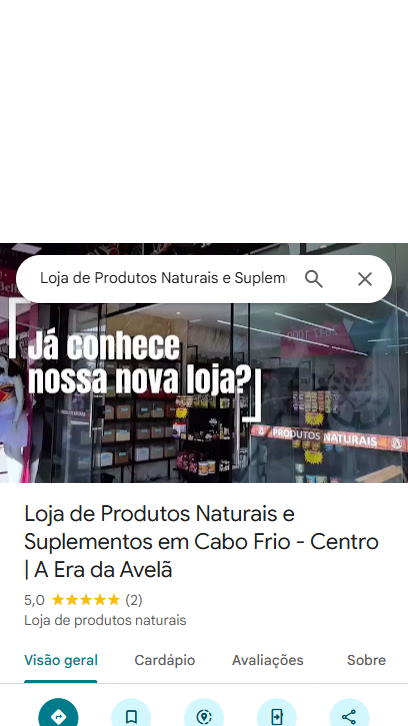 Loja de Produtos Naturais e Suplem
Já conhece
nossa nova loja?
PRODUTOS NATURAIS
Loja de Produtos Naturais e
Suplementos em Cabo Frio - Centro
| A Era da Avelã
5,0 ★★★★★ (2)
Loja de produtos naturais
Visão geral Cardápio Avaliações Sobre